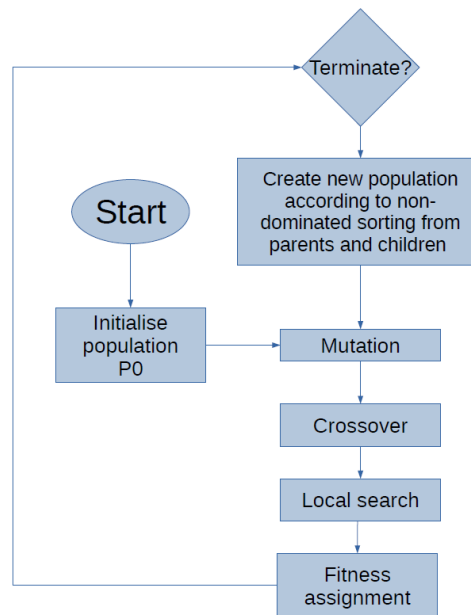 Terminate?
Create new population
according to non-
dominated sorting from
parents and children
Start
Initialise
population
P0
Mutation
Crossover
Local search
Fitness
assignment